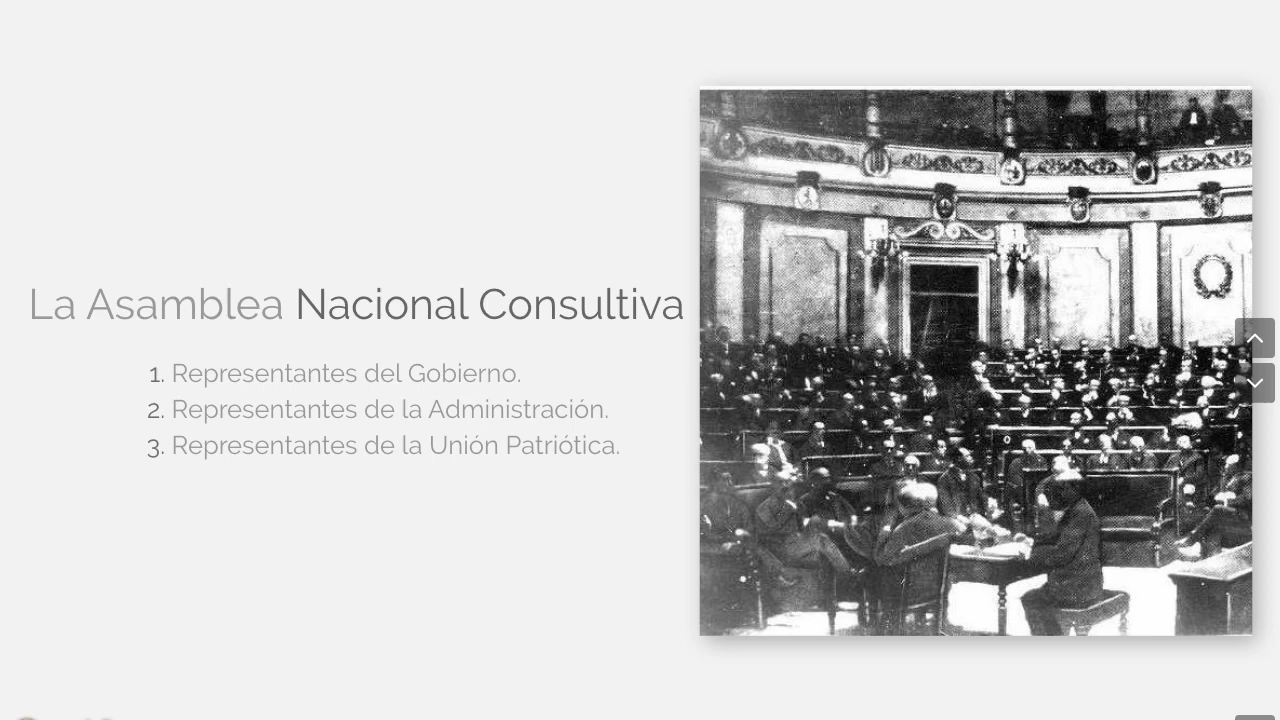 La Asamblea Nacional Consultiva
1. Representantes del Gobierno.
2. Representantes de la Administración.
3. Representantes de la Unión Patriótica.